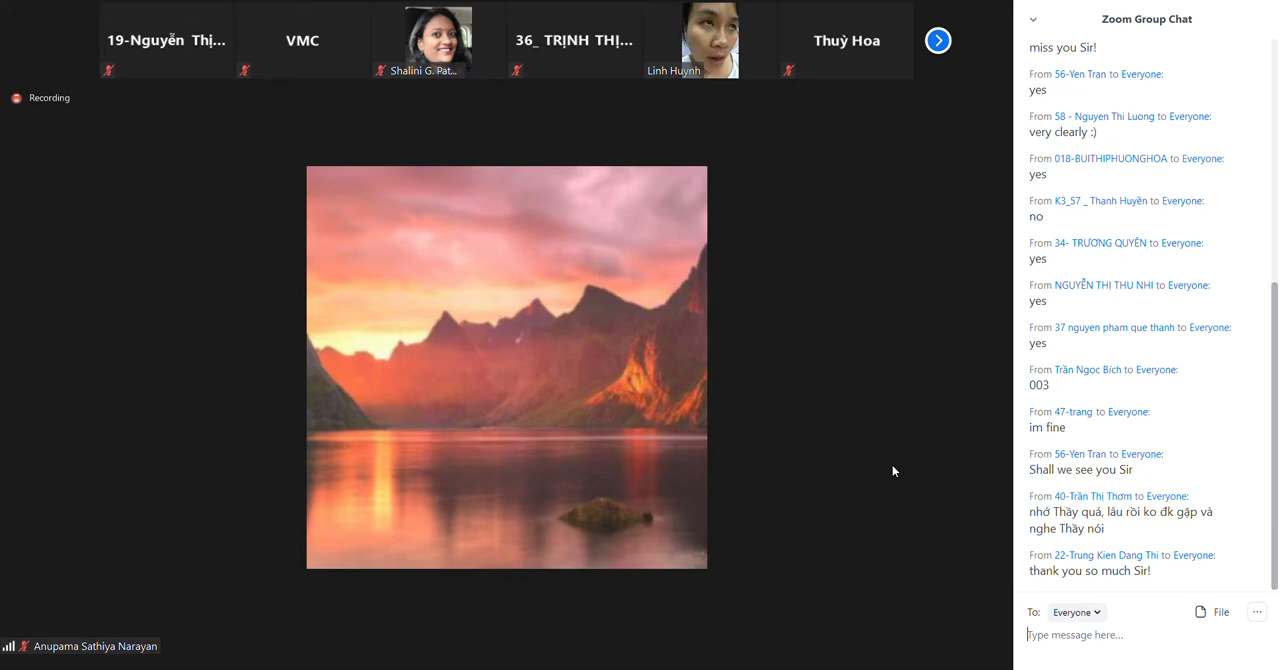 19-Nguyễn Thị...
VMC
Shalini G. Pat...
36_ TRỊNH THỊ...
Linh Huynh
Thuỳ Hoa
Recording
Anupama Sathiya Narayan
Zoom Group Chat
miss you Sir!
From 56-Yen Tran to Everyone:
yes
From 58 - Nguyen Thi Luong to Everyone:
very clearly :)
From 018-BUITHIPHUONGHOA to Everyone:
yes
From K3_57 _ Thanh Huyền to Everyone:
no
From 34- TRƯƠNG QUYÊN to Everyone:
yes
From NGUYỄN THỊ THU NHI to Everyone:
yes
From 37 nguyen pham que thanh to Everyone:
yes
From Trần Ngọc Bích to Everyone:
003
From 47-trang to Everyone:
im fine
From 56-Yen Tran to Everyone:
Shall we see you Sir
From 40-Trần Thị Thơm to Everyone:
nhớ Thầy quá, lâu rồi ko đk gặp và
nghe Thầy nói
From 22-Trung Kien Dang Thi to Everyone:
thank you so much Sir!
To: Everyone File
Type message here...